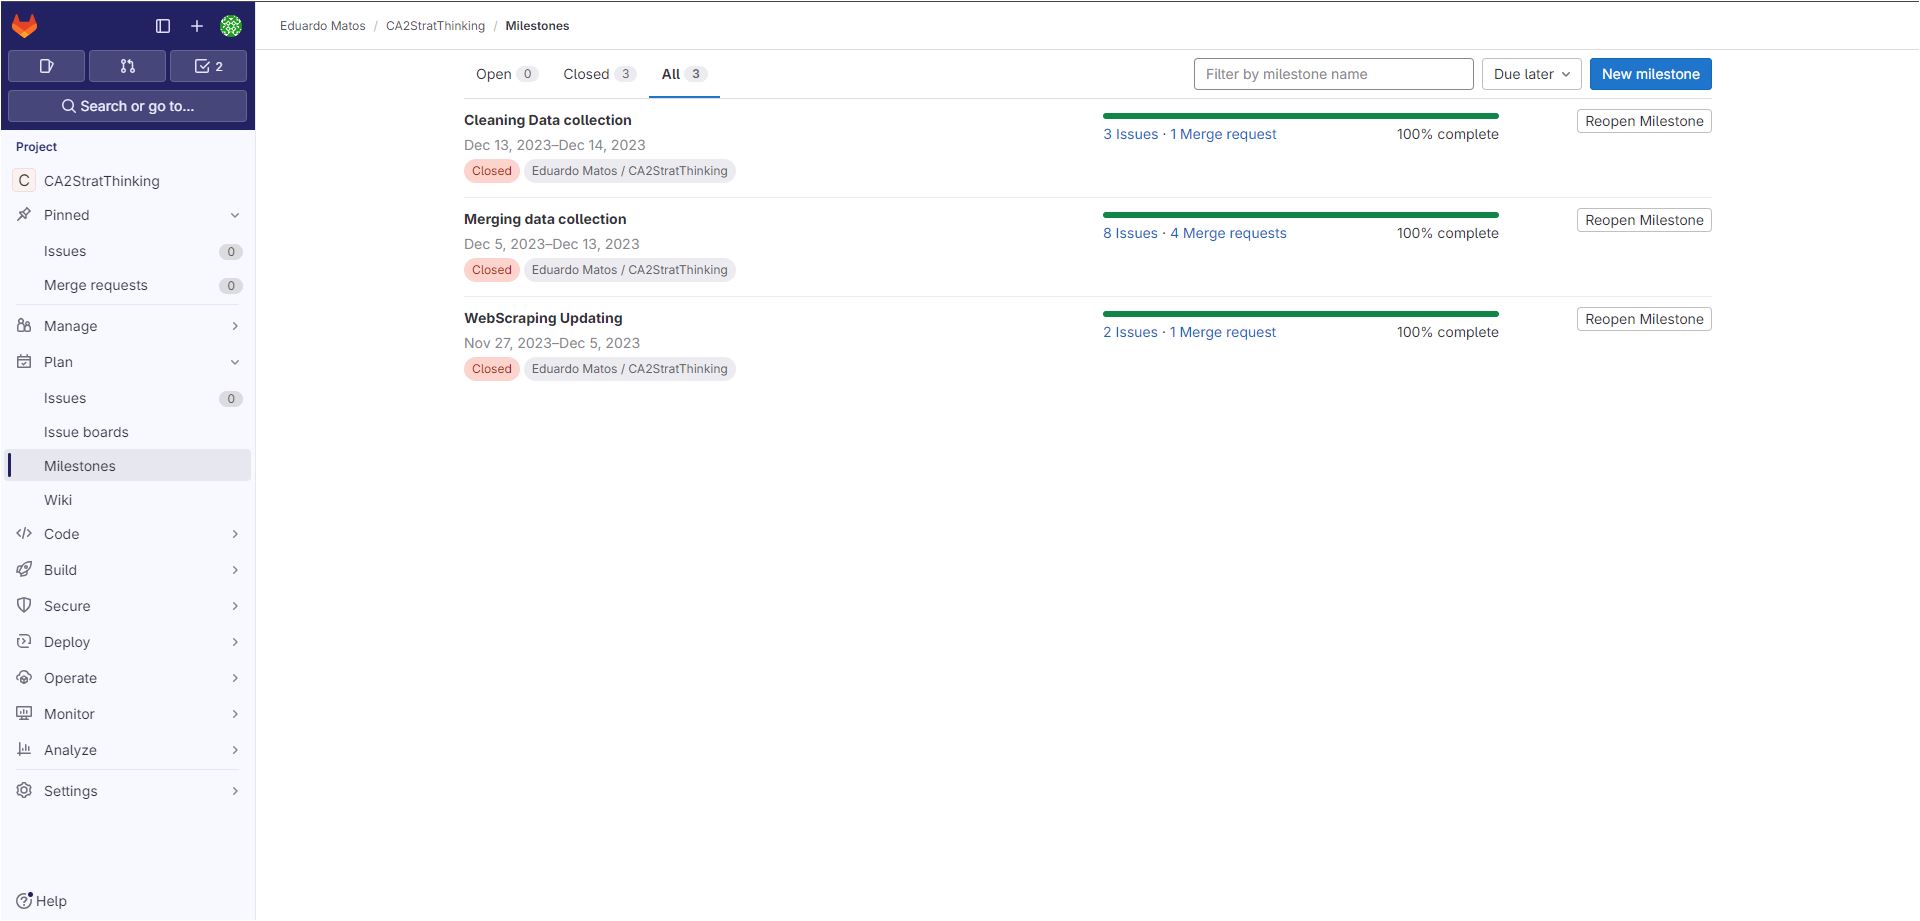 2
Search or go to...
Project
C CA2StratThinking
Pinned
Issues 0
Merge requests 0
Manage
Plan
Issues 0
Issue boards
Milestones
Wiki
Code
Build
Secure
Deploy
Operate
Monitor
Analyze
Settings
Help
Eduardo Matos / CA2StratThinking / Milestones
Open 0 Closed 3 All 3 Filter by milestone name Due later New milestone
Cleaning Data collection
Dec 13, 2023–Dec 14, 2023
Closed Eduardo Matos / CA2StratThinking
3 Issues · 1 Merge request 100% complete
Reopen Milestone
Merging data collection
Dec 5, 2023–Dec 13, 2023
Closed Eduardo Matos / CA2StratThinking
8 Issues · 4 Merge requests 100% complete
Reopen Milestone
WebScraping Updating
Nov 27, 2023–Dec 5, 2023
Closed Eduardo Matos / CA2StratThinking
2 Issues · 1 Merge request 100% complete
Reopen Milestone